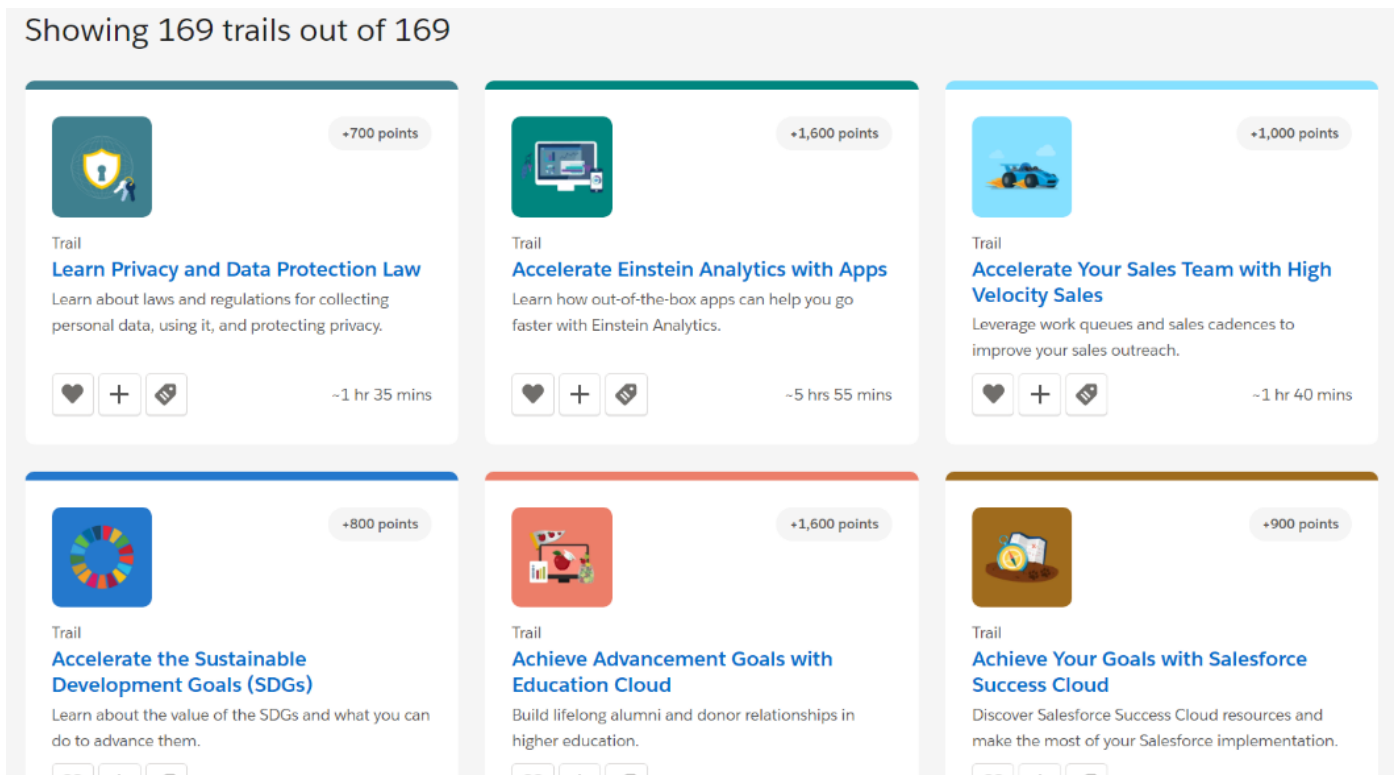 Showing 169 trails out of 169
+700 points
Trail
Learn Privacy and Data Protection Law
Learn about laws and regulations for collecting
personal data, using it, and protecting privacy.
~1 hr 35 mins
+1,600 points
Trail
Accelerate Einstein Analytics with Apps
Learn how out-of-the-box apps can help you go
faster with Einstein Analytics.
~5 hrs 55 mins
+1,000 points
Trail
Accelerate Your Sales Team with High
Velocity Sales
Leverage work queues and sales cadences to
improve your sales outreach.
~1 hr 40 mins
+800 points
Trail
Accelerate the Sustainable
Development Goals (SDGs)
Learn about the value of the SDGs and what you can
do to advance them.
+1,600 points
Trail
Achieve Advancement Goals with
Education Cloud
Build lifelong alumni and donor relationships in
higher education.
+900 points
Trail
Achieve Your Goals with Salesforce
Success Cloud
Discover Salesforce Success Cloud resources and
make the most of your Salesforce implementation.